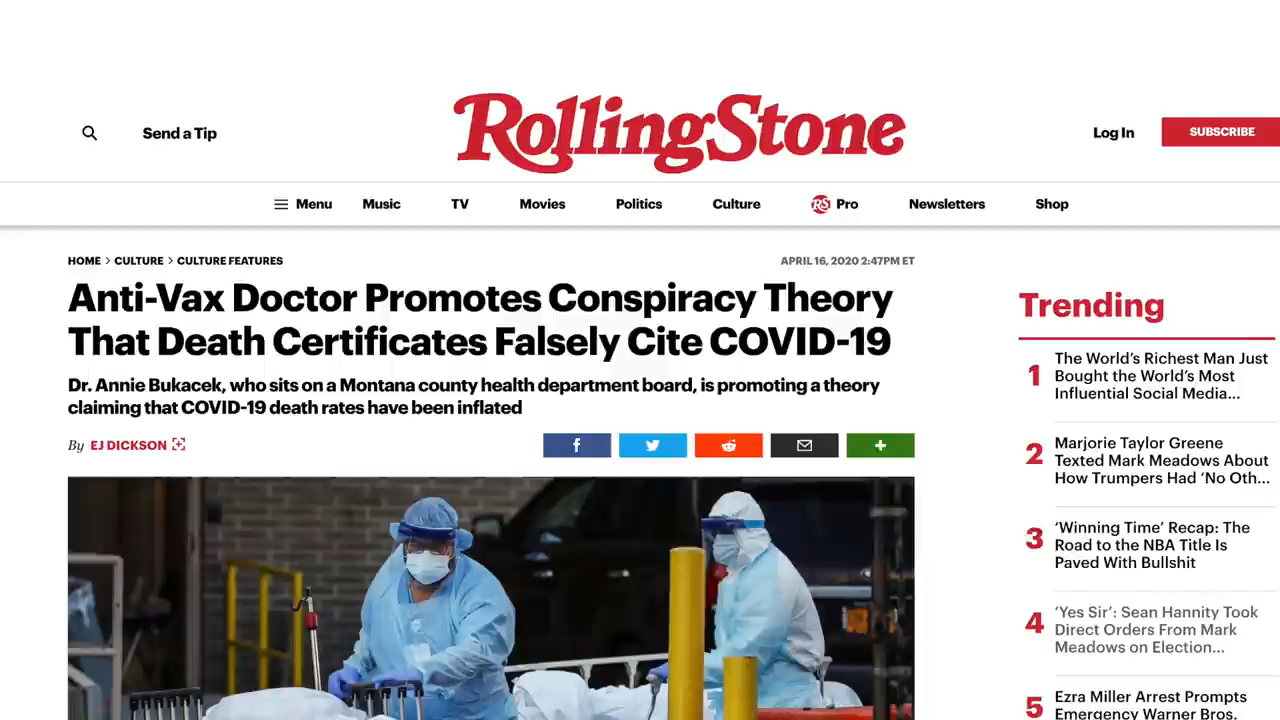 RollingStone
Send a Tip
Log In
SUBSCRIBE
Menu
Music
TV
Movies
Politics
Culture
RS Pro
Newsletters
Shop
HOME > CULTURE > CULTURE FEATURES
APRIL 16, 2020 2:47PM ET
Anti-Vax Doctor Promotes Conspiracy Theory
That Death Certificates Falsely Cite COVID-19
Dr. Annie Bukacek, who sits on a Montana county health department board, is promoting a theory
claiming that COVID-19 death rates have been inflated
By EJ DICKSON
Trending
1
The World's Richest Man Just
Bought the World's Most
Influential Social Media...
2
Marjorie Taylor Greene
Texted Mark Meadows About
How Trumpers Had 'No Oth...
3
'Winning Time' Recap: The
Road to the NBA Title Is
Paved With Bullshit
4
'Yes Sir': Sean Hannity Took
Direct Orders From Mark
Meadows on Election...
5
Ezra Miller Arrest Prompts
Emergency Warner Bros.